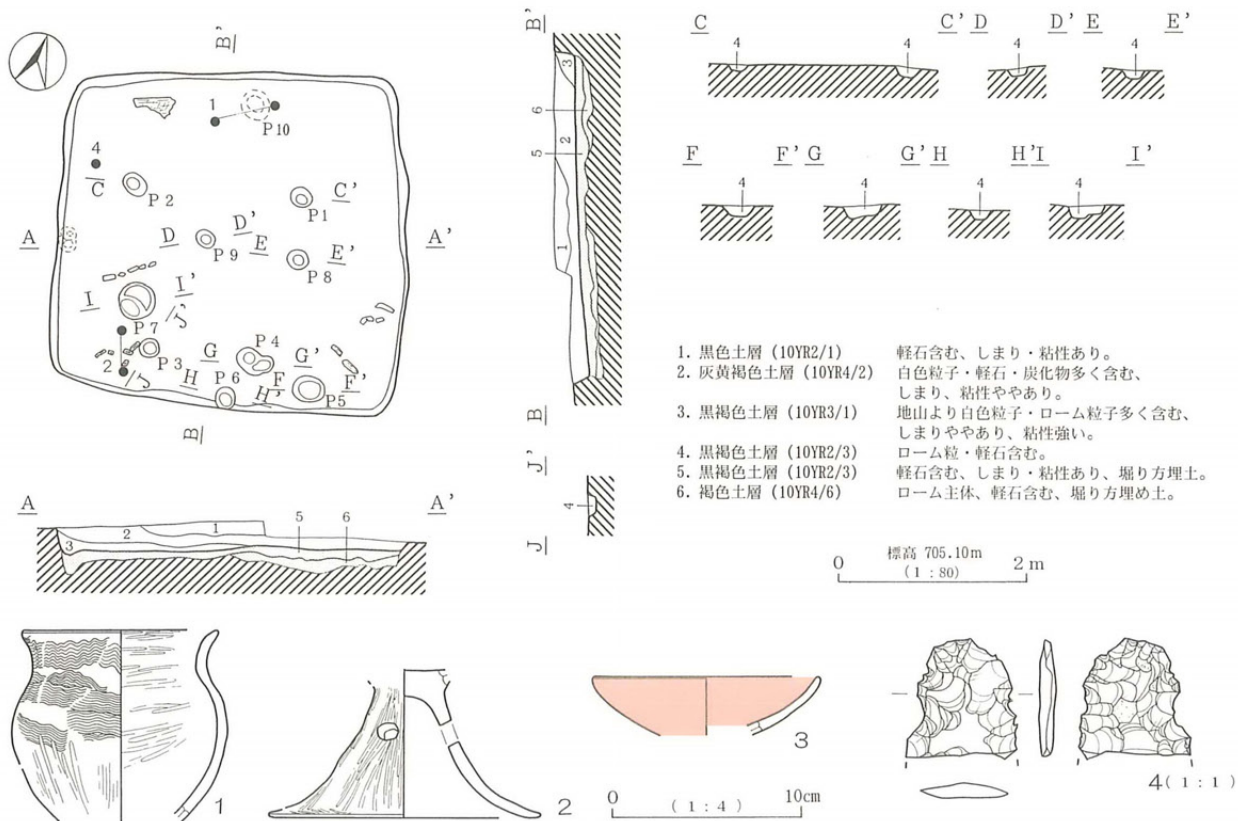 B'
A
A'
B
C
C'
D
D'
E
E'
I
I'
J
J'
G
G'
H
H'
F
F'
P1
P2
P3
P4
P5
P6
P7
P8
P9
P10
1
4
2
B'
3
6
2
5
1
B
C
C' D
D' E
E'
4
4
4
4
F
F' G
G' H
H' I
I'
4
4
4
4
J'
4
J
1. 黒色土層 (10YR2/1) 軽石含む、しまり・粘性あり。
2. 灰黄褐色土層 (10YR4/2) 白色粒子・軽石・炭化物多く含む、
しまり、粘性ややあり。
3. 黒褐色土層 (10YR3/1) 地山より白色粒子・ローム粒子多く含む、
しまりややあり、粘性強い。
4. 黒褐色土層 (10YR2/3) ローム粒・軽石含む。
5. 黒褐色土層 (10YR2/3) 軽石含む、しまり・粘性あり、堀り方埋土。
6. 褐色土層 (10YR4/6) ローム主体、軽石含む、堀り方埋め土。
標高 705.10m
0 (1:80) 2m
A
A'
1
2
3
5
6
1
2
3
0 (1:4) 10cm
4(1:1)